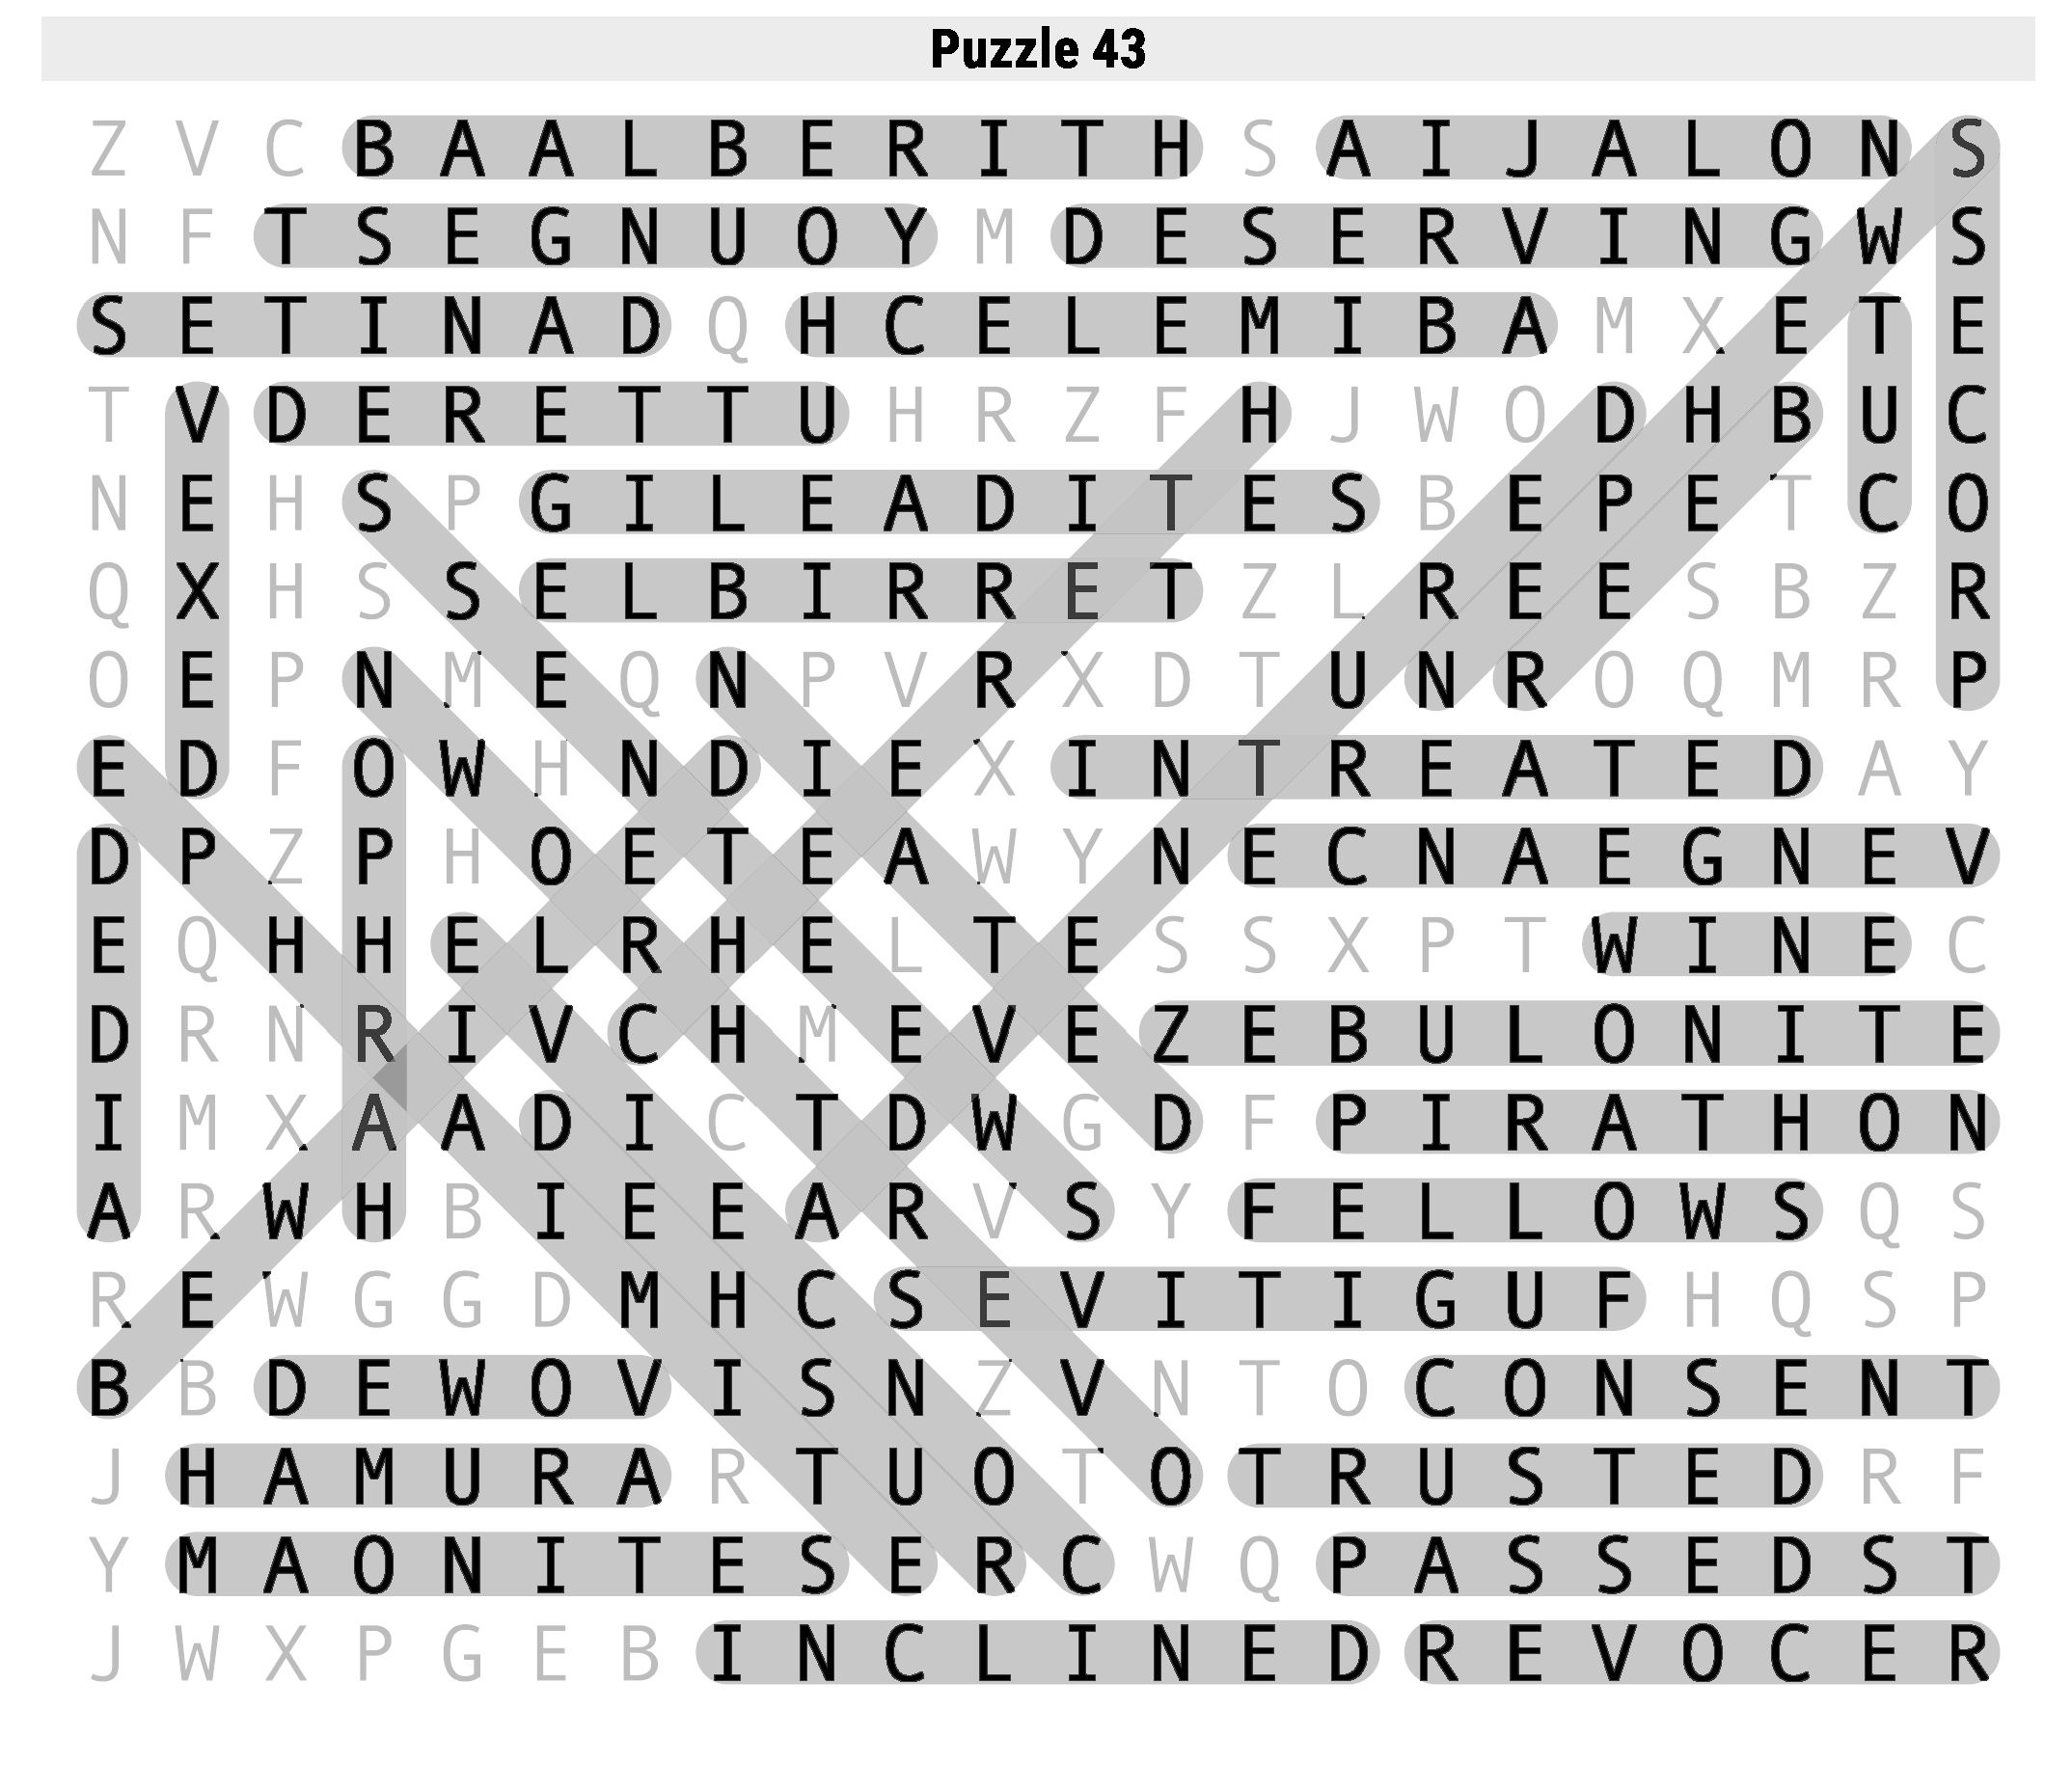 Puzzle 43
Z V C B A A L B E R I T H S A I J A L O N S
N F T S E G N U O Y M D E S E R V I N G W S
S E T I N A D Q H C E L E M I B A M X E T E
T V D E R E T T U H R Z F H J W O D H B U C
N E H S P G I L E A D I T E S B E P E T C O
Q X H S S E L B I R R E T Z L R E E S B Z R
O E P N M E Q N P V R X D T U N R O Q M R P
E D F O W H N D I E X I N T R E A T E D A Y
D P Z P H O E T E A W Y N E C N A E G N E V
E Q H H E L R H E L T E S S X P T W I N E C
D R N R I V C H M E V E Z E B U L O N I T E
I M X A A D I C T D W G D F P I R A T H O N
A R W H B I E E A R V S Y F E L L O W S Q S
R E W G G D M H C S E V I T I G U F H Q S P
B B D E W O V I S N Z V N T O C O N S E N T
J H A M U R A R T U O T O T R U S T E D R F
Y M A O N I T E S E R C W Q P A S S E D S T
J W X P G E B I N C L I N E D R E V O C E R